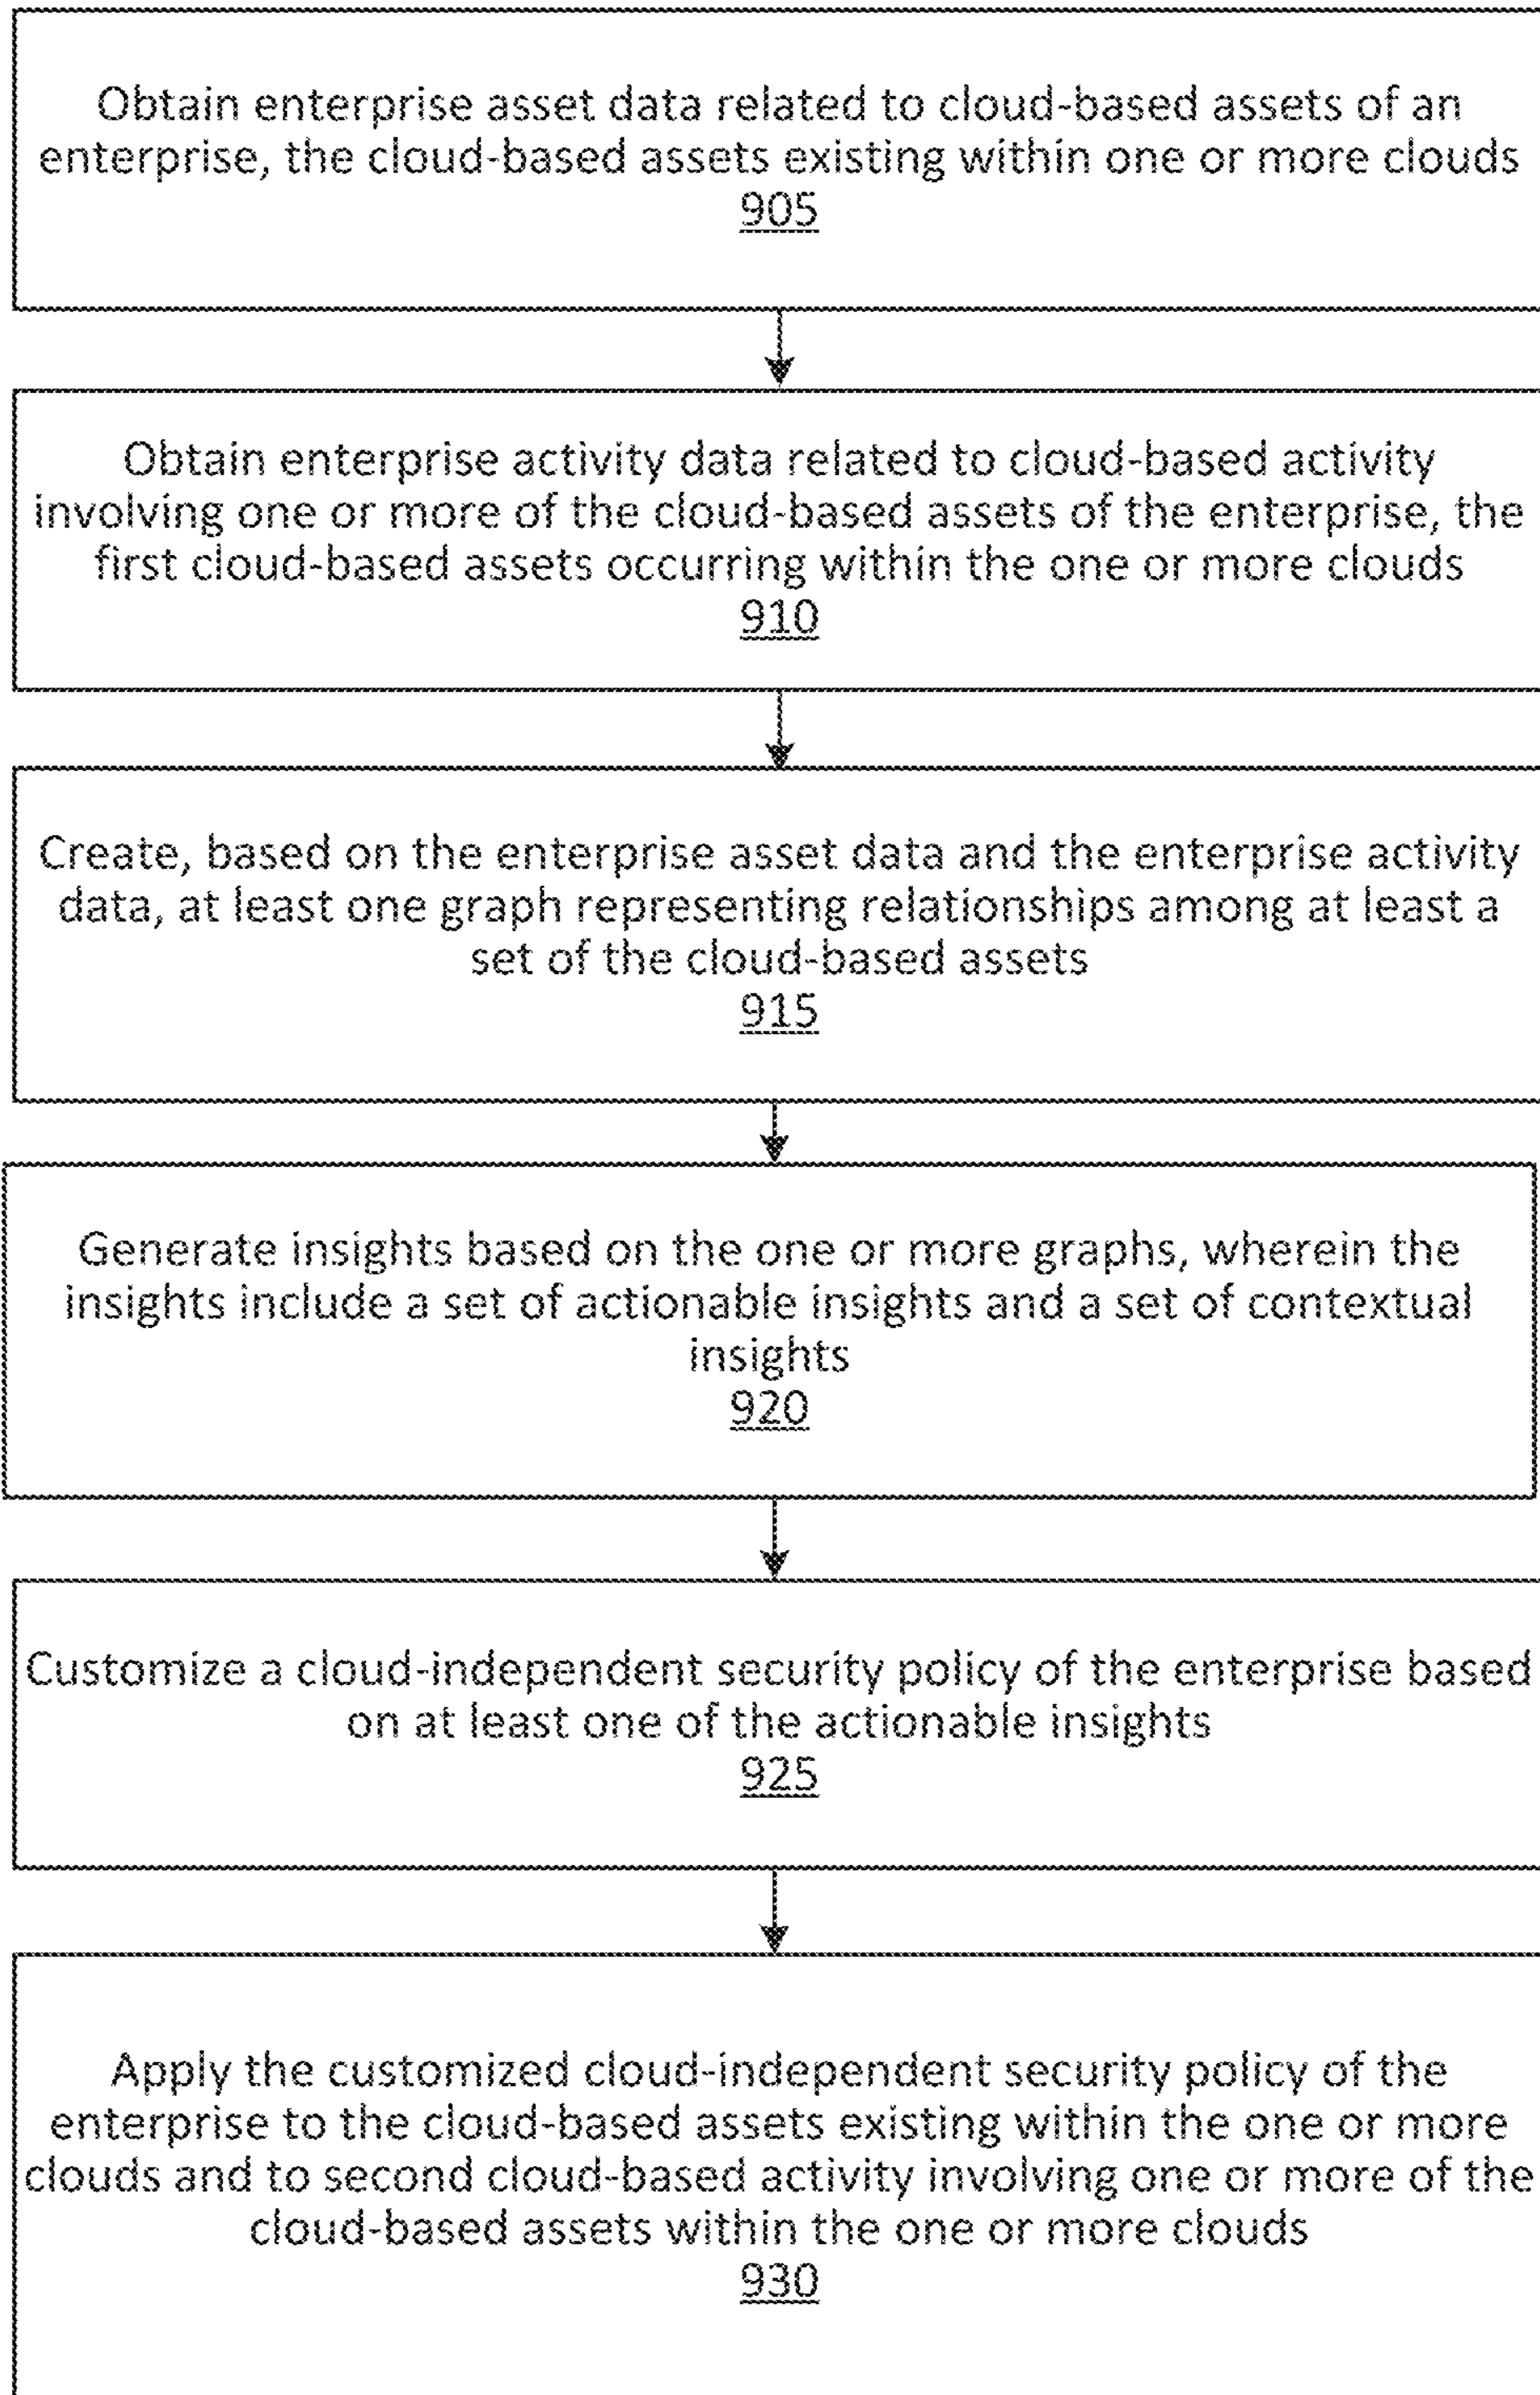 Obtain enterprise asset data related to cloud-based assets of an
enterprise, the cloud-based assets existing within one or more clouds
905
Obtain enterprise activity data related to cloud-based activity
involving one or more of the cloud-based assets of the enterprise, the
first cloud-based assets occurring within the one or more clouds
910
Create, based on the enterprise asset data and the enterprise activity
data, at least one graph representing relationships among at least a
set of the cloud-based assets
915
Generate insights based on the one or more graphs, wherein the
insights include a set of actionable insights and a set of contextual
insights
920
Customize a cloud-independent security policy of the enterprise based
on at least one of the actionable insights
925
Apply the customized cloud-independent security policy of the
enterprise to the cloud-based assets existing within the one or more
clouds and to second cloud-based activity involving one or more of the
cloud-based assets within the one or more clouds
930